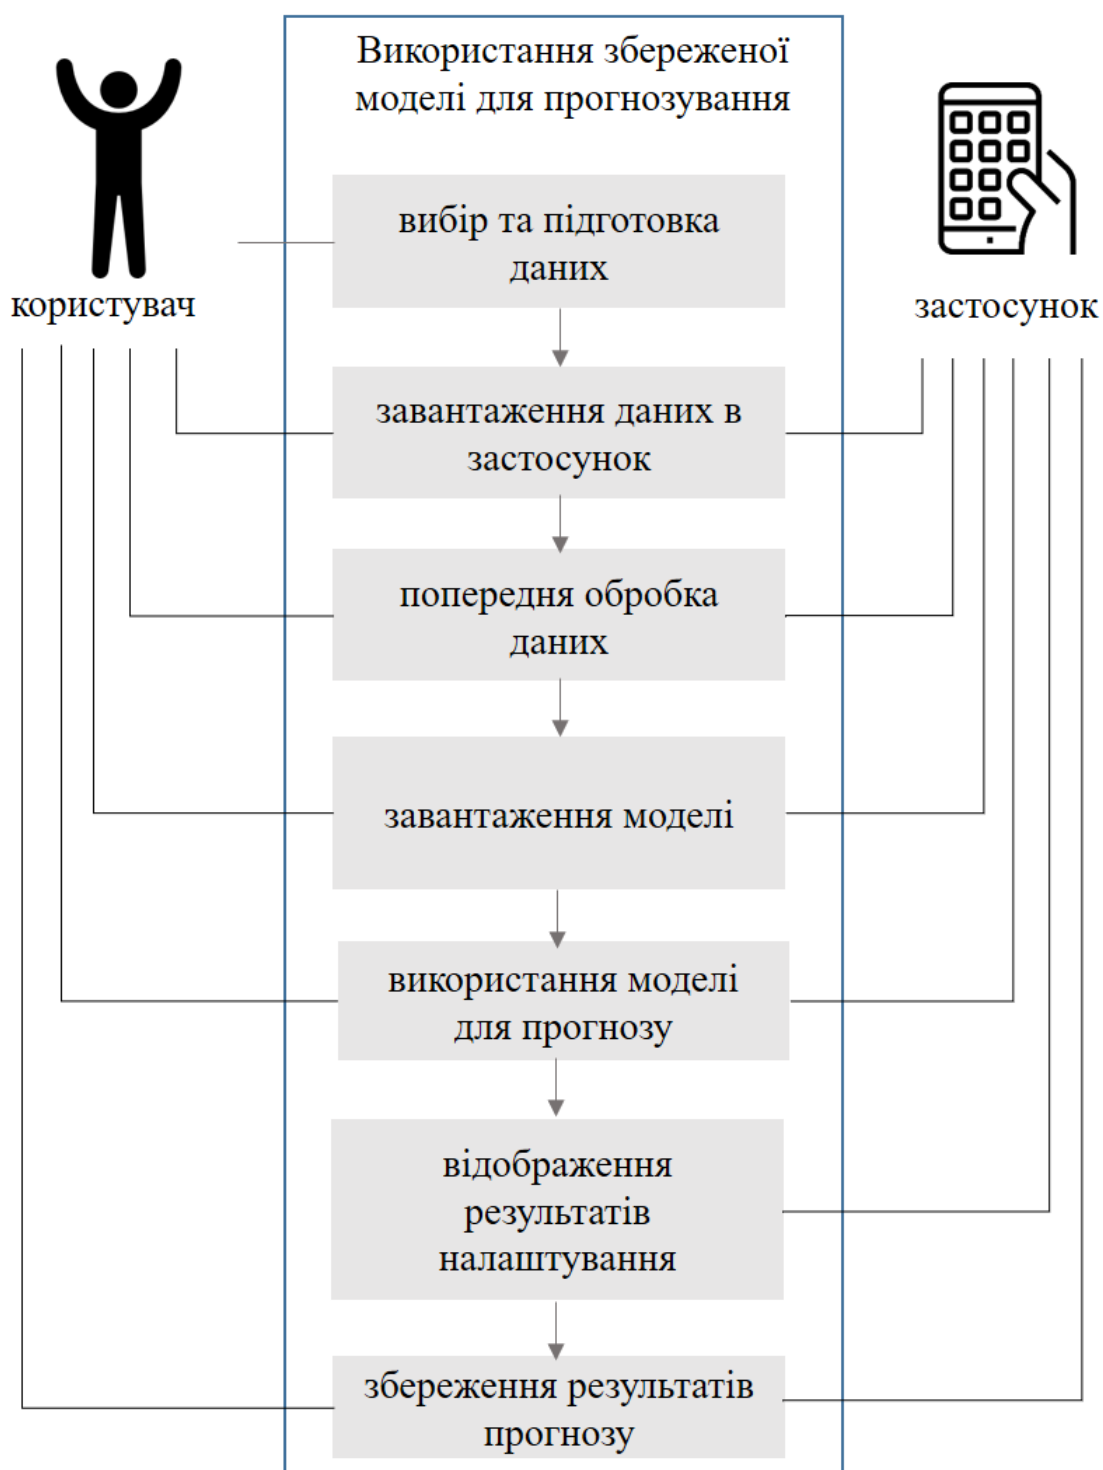 Використання збереженої
моделі для прогнозування
вибір та підготовка
даних
користувач
застосунок
завантаження даних в
застосунок
попередня обробка
даних
завантаження моделі
використання моделі
для прогнозу
відображення
результатів
налаштування
збереження результатів
прогнозу